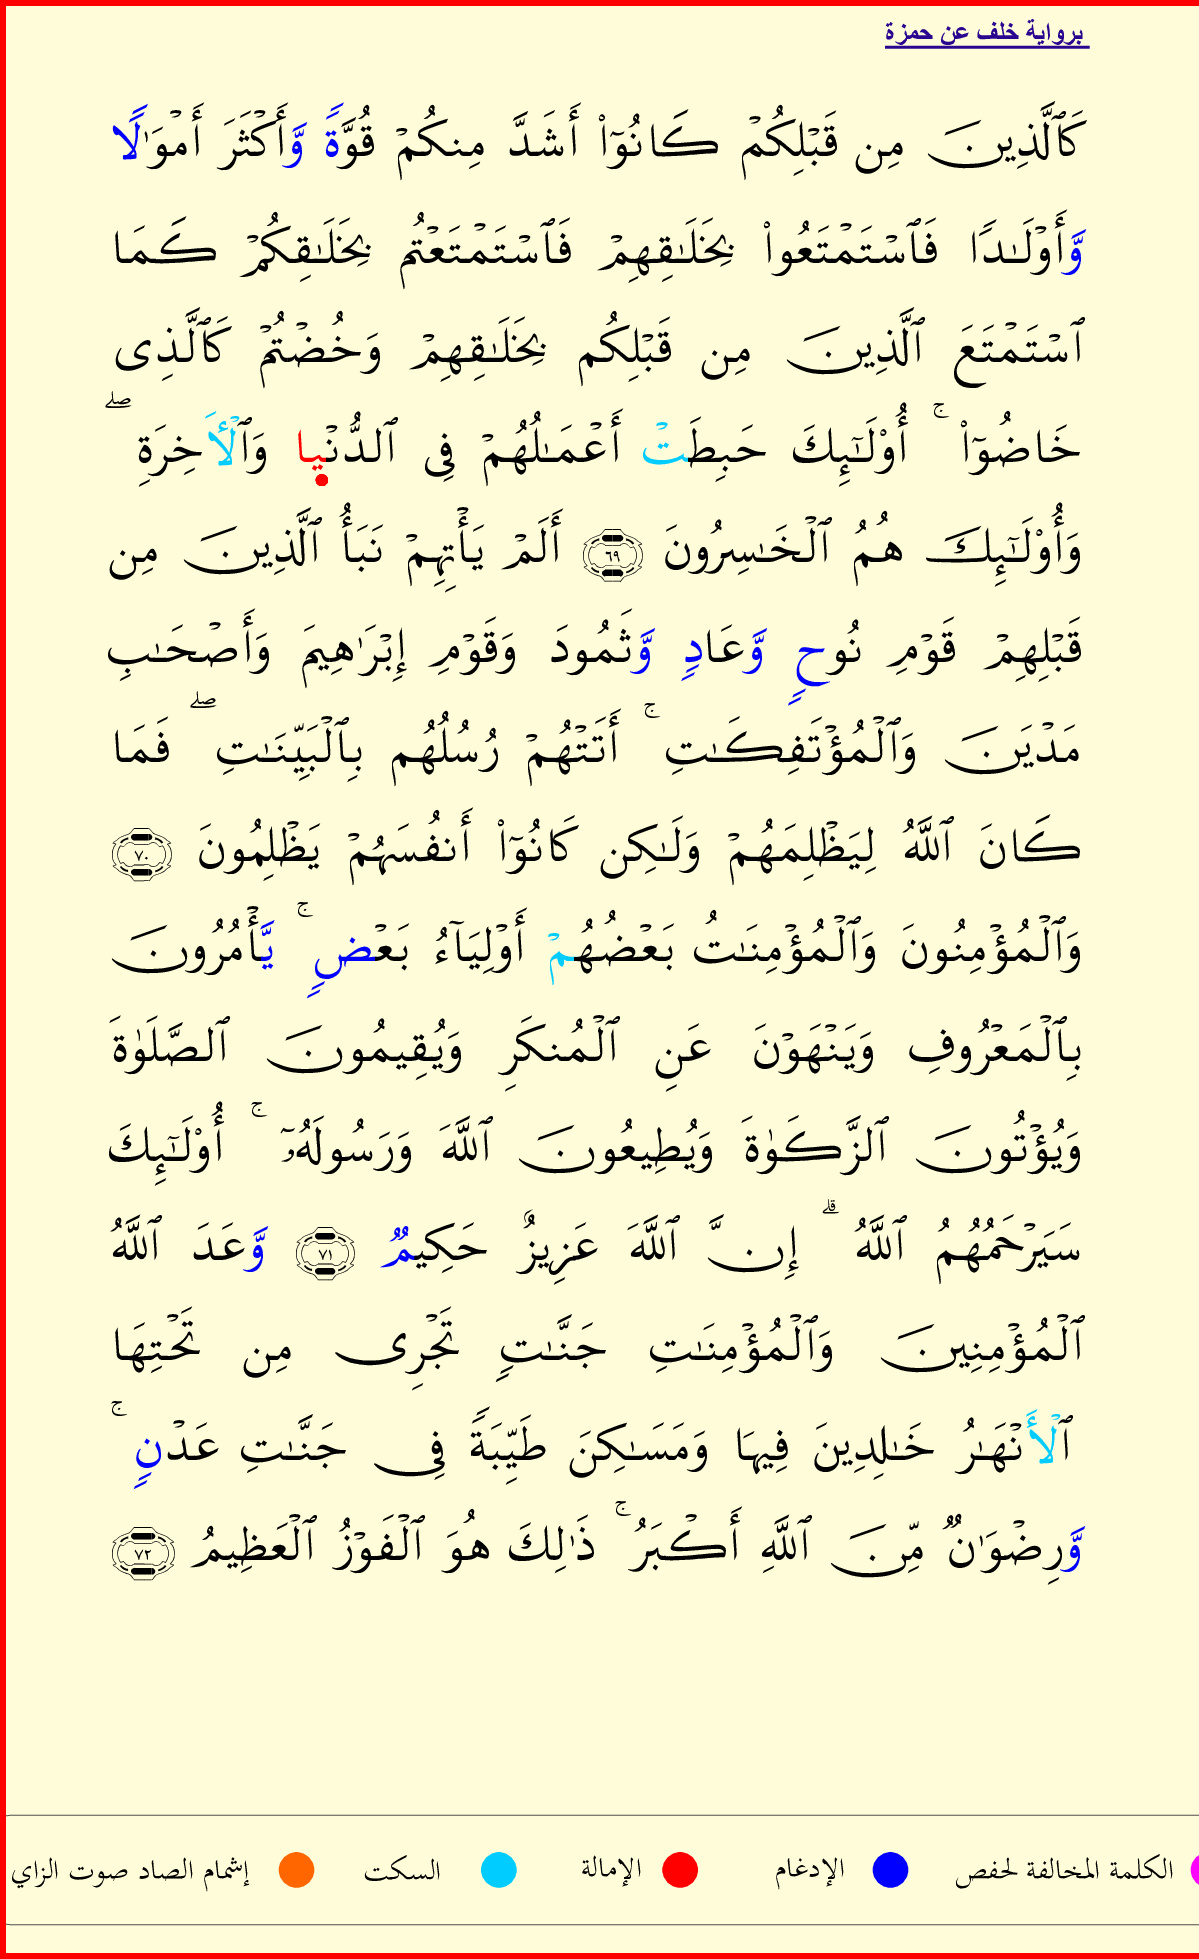 برواية خلف عن حمزة
كَٱلَّذِينَ مِن قَبْلِكُمْ كَانُوٓا۟ أَشَدَّ مِنكُمْ قُوَّةً وَّأَكْثَرَ أَمْوَٰلًا
وَّأَوْلَـٰدًا فَٱسْتَمْتَعُوا۟ بِخَلَـٰقِهِمْ فَٱسْتَمْتَعْتُم بِخَلَـٰقِكُمْ كَمَا
ٱسْتَمْتَعَ ٱلَّذِينَ مِن قَبْلِكُم بِخَلَـٰقِهِمْ وَخُضْتُمْ كَٱلَّذِى
خَاضُوٓا۟ ۚ أُو۟لَـٰٓئِكَ حَبِطَتْ أَعْمَـٰلُهُمْ فِى ٱلدُّنْيا وَٱلْأَخِرَةِ ۖ
وَأُو۟لَـٰٓئِكَ هُمُ ٱلْخَـٰسِرُونَ ٦٩ أَلَمْ يَأْتِهِمْ نَبَأُ ٱلَّذِينَ مِن
قَبْلِهِمْ قَوْمِ نُوحٍ وَّعَادٍ وَّثَمُودَ وَقَوْمِ إِبْرَٰهِيمَ وَأَصْحَـٰبِ
مَدْيَنَ وَٱلْمُؤْتَفِكَـٰتِ ۚ أَتَتْهُمْ رُسُلُهُم بِٱلْبَيِّنَـٰتِ ۖ فَمَا
كَانَ ٱللَّهُ لِيَظْلِمَهُمْ وَلَـٰكِن كَانُوٓا۟ أَنفُسَهُمْ يَظْلِمُونَ ٧٠
وَٱلْمُؤْمِنُونَ وَٱلْمُؤْمِنَـٰتُ بَعْضُهُمْ أَوْلِيَآءُ بَعْضٍ ۚ يَّأْمُرُونَ
بِٱلْمَعْرُوفِ وَيَنْهَوْنَ عَنِ ٱلْمُنكَرِ وَيُقِيمُونَ ٱلصَّلَوٰةَ
وَيُؤْتُونَ ٱلزَّكَوٰةَ وَيُطِيعُونَ ٱللَّهَ وَرَسُولَهُۥٓ ۚ أُو۟لَـٰٓئِكَ
سَيَرْحَمُهُمُ ٱللَّهُ ۗ إِنَّ ٱللَّهَ عَزِيزٌ حَكِيمٌ ٧١ وَّعَدَ ٱللَّهُ
ٱلْمُؤْمِنِينَ وَٱلْمُؤْمِنَـٰتِ جَنَّـٰتٍ تَجْرِى مِن تَحْتِهَا
ٱلْأَنْهَـٰرُ خَـٰلِدِينَ فِيهَا وَمَسَـٰكِنَ طَيِّبَةً فِى جَنَّـٰتِ عَدْنٍ ۚ
وَّرِضْوَٰنٌ مِّنَ ٱللَّهِ أَكْبَرُ ۚ ذَٰلِكَ هُوَ ٱلْفَوْزُ ٱلْعَظِيمُ ٧٢
الكلمة المخالفة لحفص الإدغام الإمالة السكت إشمام الصاد صوت الزاي